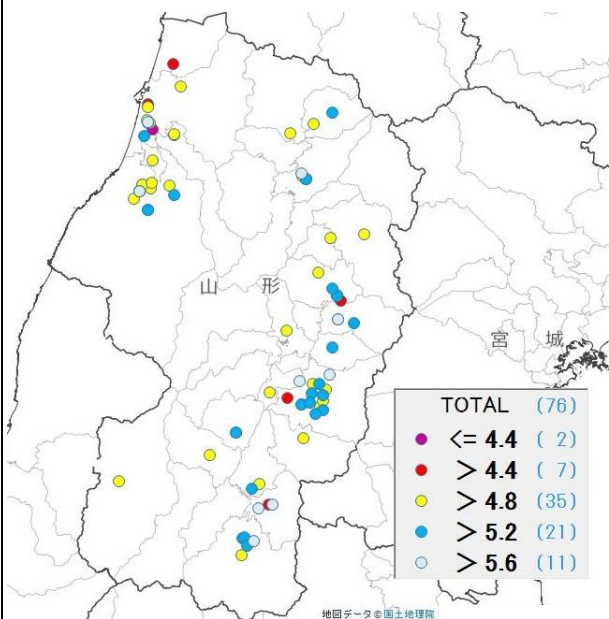 山 形
宮 城
TOTAL (76)
<= 4.4 ( 2)
> 4.4 ( 7)
> 4.8 (35)
> 5.2 (21)
> 5.6 (11)
地図データ©国土地理院